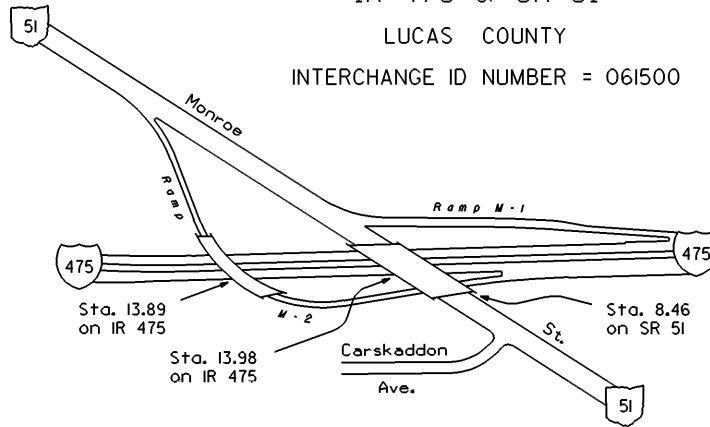 IR 475 & SR 51
LUCAS COUNTY
INTERCHANGE ID NUMBER = 061500
51
Monroe
Ramp
Ramp M-1
475
475
Sta. 13.89
on IR 475
M-2
Sta. 8.46
on SR 51
St.
Sta. 13.98
on IR 475
Carskaddon
Ave.
51